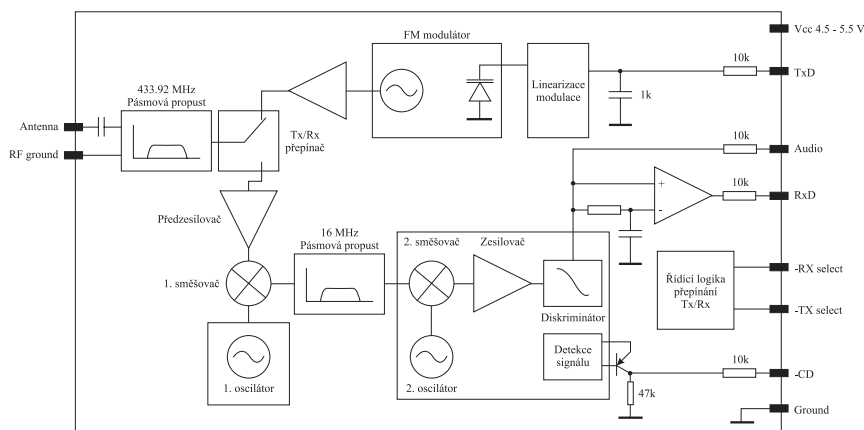 Vcc 4.5 - 5.5 V
FM modulátor
10k
TxD
433.92 MHz
Pásmová propust
Linearizace
modulace
1k
Antenna
Tx/Rx
přepínač
RF ground
10k
Audio
+
-
10k
RxD
Předzesilovač
16 MHz
Pásmová propust
2. směšovač
Zesilovač
1. směšovač
Řídící logika
přepínání
Tx/Rx
-RX select
-TX select
Diskriminátor
Detekce
signálu
10k
-CD
1. oscilátor
2. oscilátor
47k
Ground